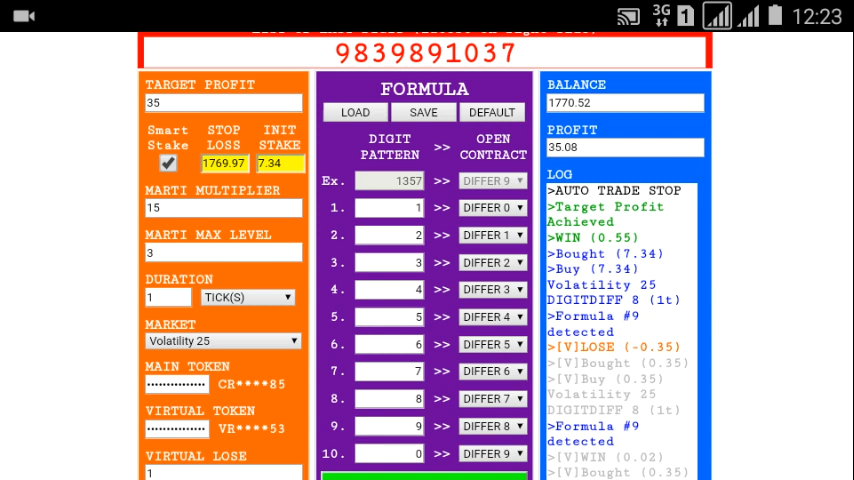 3G 1 12:23
9839891037
TARGET PROFIT
35
Smart Stake
STOP LOSS
1769.97
INIT STAKE
7.34
MARTI MULTIPLIER
15
MARTI MAX LEVEL
3
DURATION
1 TICK(S)
MARKET
Volatility 25
MAIN TOKEN
•••••••••••••••• CR****85
VIRTUAL TOKEN
•••••••••••••••• VR****53
VIRTUAL LOSE
1
FORMULA
LOAD SAVE DEFAULT
DIGIT PATTERN >> OPEN CONTRACT
Ex. 1357 >> DIFFER 9
1. 1 >> DIFFER 0
2. 2 >> DIFFER 1
3. 3 >> DIFFER 2
4. 4 >> DIFFER 3
5. 5 >> DIFFER 4
6. 6 >> DIFFER 5
7. 7 >> DIFFER 6
8. 8 >> DIFFER 7
9. 9 >> DIFFER 8
10. 0 >> DIFFER 9
BALANCE
1770.52
PROFIT
35.08
LOG
>AUTO TRADE STOP
>Target Profit
Achieved
>WIN (0.55)
>Bought (7.34)
>Buy (7.34)
Volatility 25
DIGITDIFF 8 (1t)
>Formula #9
detected
>[V]LOSE (-0.35)
>[V]Bought (0.35)
>[V]Buy (0.35)
Volatility 25
DIGITDIFF 8 (1t)
>Formula #9
detected
>[V]WIN (0.02)
>[V]Bought (0.35)